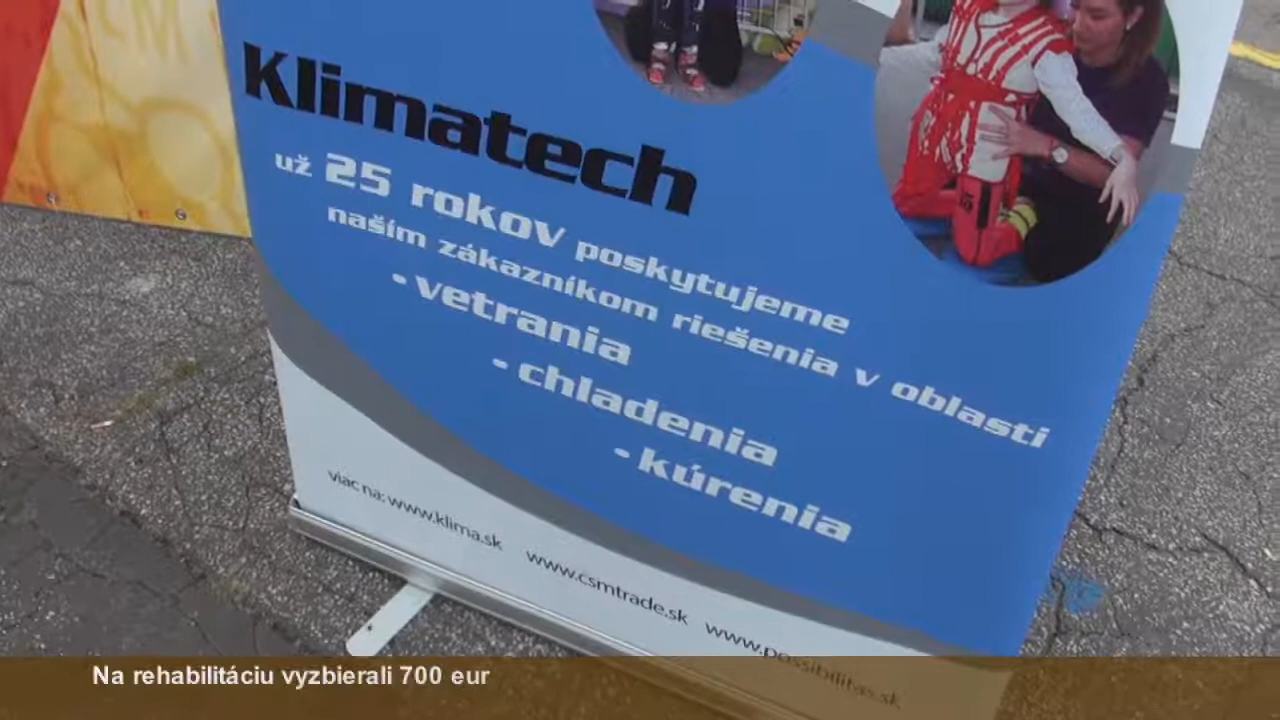 Klimatech
už 25 rokov poskytujeme
našim zákazníkom riešenia v oblasti
•vetrania
•chladenia
•kúrenia
viac na: www.klima.sk www.csmtrade.sk www.possibilitas.sk
Na rehabilitáciu vyzbierali 700 eur